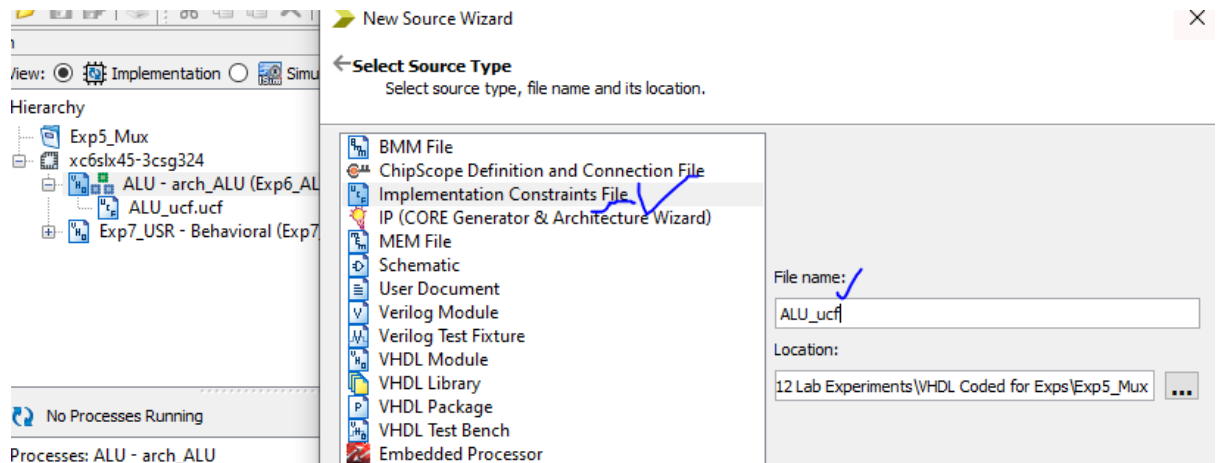 New Source Wizard
View: Implementation Simu
Hierarchy
Exp5_Mux
xc6slx45-3csg324
ALU - arch_ALU (Exp6_AL
ALU_ucf.ucf
Exp7_USR - Behavioral (Exp7_
No Processes Running
Processes: ALU - arch_ALU
Select Source Type
Select source type, file name and its location.
BMM File
ChipScope Definition and Connection File
Implementation Constraints File
IP (CORE Generator & Architecture Wizard)
MEM File
Schematic
User Document
Verilog Module
Verilog Test Fixture
VHDL Module
VHDL Library
VHDL Package
VHDL Test Bench
Embedded Processor
File name:
ALU_ucf
Location:
12 Lab Experiments\VHDL Coded for Exps\Exp5_Mux
...